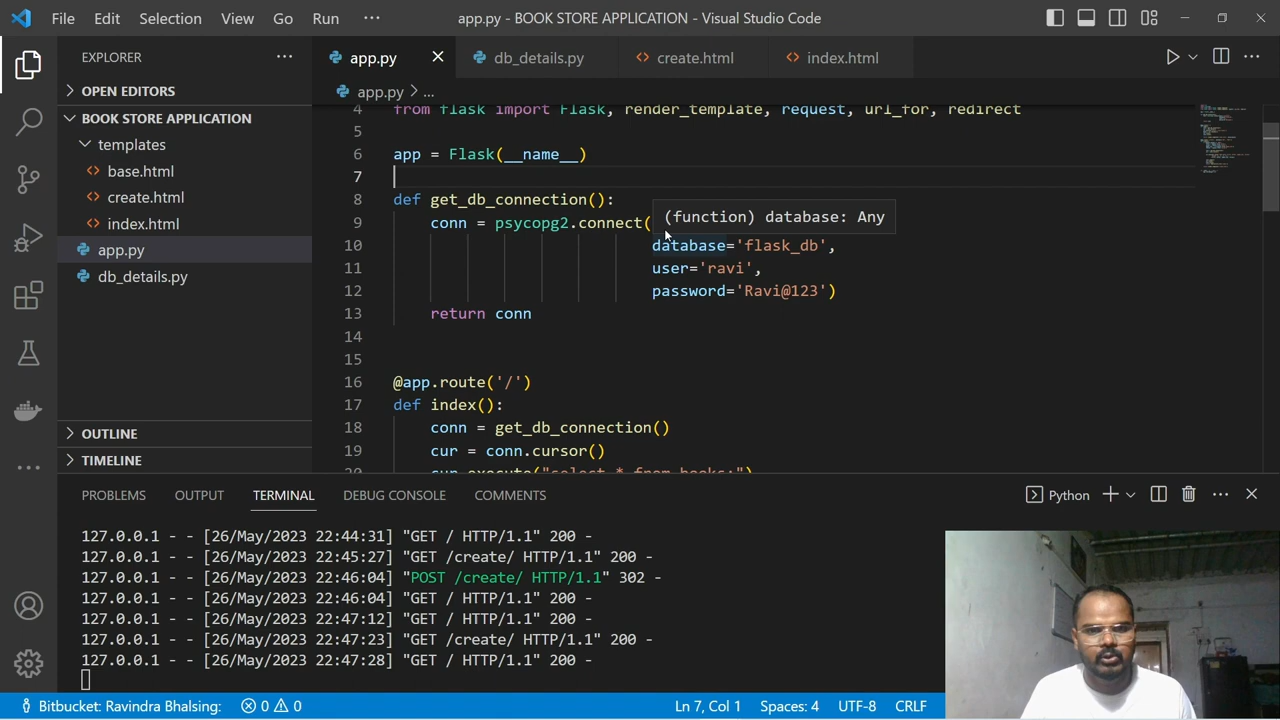 File Edit Selection View Go Run ··· app.py - BOOK STORE APPLICATION - Visual Studio Code
EXPLORER
OPEN EDITORS
BOOK STORE APPLICATION
templates
base.html
create.html
index.html
app.py
db_details.py
OUTLINE
TIMELINE
app.py db_details.py create.html index.html
app.py > ...
4 from flask import Flask, render_template, request, url_for, redirect
5
6 app = Flask(__name__)
7
8 def get_db_connection():
(function) database: Any
9 conn = psycopg2.connect(
10 database='flask_db',
11 user='ravi',
12 password='Ravi@123')
13 return conn
14
15
16 @app.route('/')
17 def index():
18 conn = get_db_connection()
19 cur = conn.cursor()
20 cur.execute("select * from books;")
PROBLEMS OUTPUT TERMINAL DEBUG CONSOLE COMMENTS Python
127.0.0.1 - - [26/May/2023 22:44:31] "GET / HTTP/1.1" 200 -
127.0.0.1 - - [26/May/2023 22:45:27] "GET /create/ HTTP/1.1" 200 -
127.0.0.1 - - [26/May/2023 22:46:04] "POST /create/ HTTP/1.1" 302 -
127.0.0.1 - - [26/May/2023 22:46:04] "GET / HTTP/1.1" 200 -
127.0.0.1 - - [26/May/2023 22:47:12] "GET / HTTP/1.1" 200 -
127.0.0.1 - - [26/May/2023 22:47:23] "GET /create/ HTTP/1.1" 200 -
127.0.0.1 - - [26/May/2023 22:47:28] "GET / HTTP/1.1" 200 -
Bitbucket: Ravindra Bhalsing: 0 0 Ln 7, Col 1 Spaces: 4 UTF-8 CRLF